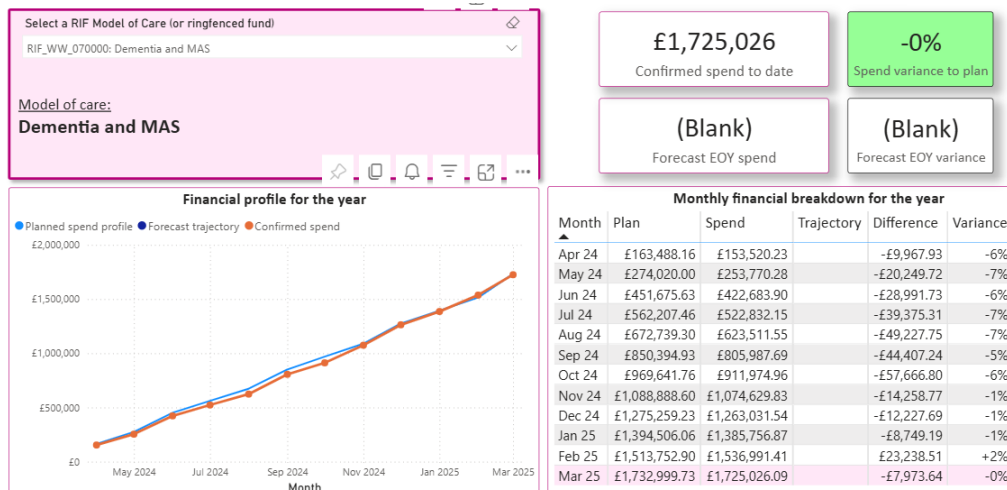 Select a RIF Model of Care (or ringfenced fund)
RIF_WW_070000: Dementia and MAS
Model of care:
Dementia and MAS
£1,725,026
Confirmed spend to date
-0%
Spend variance to plan
(Blank)
Forecast EOY spend
(Blank)
Forecast EOY variance
Financial profile for the year
Planned spend profile Forecast trajectory Confirmed spend
£2,000,000
£1,500,000
£1,000,000
£500,000
£0
May 2024 Jul 2024 Sep 2024 Nov 2024 Jan 2025 Mar 2025
Month
Monthly financial breakdown for the year
Month Plan Spend Trajectory Difference Variance
Apr 24 £163,488.16 £153,520.23 -£9,967.93 -6%
May 24 £274,020.00 £253,770.28 -£20,249.72 -7%
Jun 24 £451,675.63 £422,683.90 -£28,991.73 -6%
Jul 24 £562,207.46 £522,832.15 -£39,375.31 -7%
Aug 24 £672,739.30 £623,511.55 -£49,227.75 -7%
Sep 24 £850,394.93 £805,987.69 -£44,407.24 -5%
Oct 24 £969,641.76 £911,974.96 -£57,666.80 -6%
Nov 24 £1,088,888.60 £1,074,629.83 -£14,258.77 -1%
Dec 24 £1,275,259.23 £1,263,031.54 -£12,227.69 -1%
Jan 25 £1,394,506.06 £1,385,756.87 -£8,749.19 -1%
Feb 25 £1,513,752.90 £1,536,991.41 £23,238.51 +2%
Mar 25 £1,732,999.73 £1,725,026.09 -£7,973.64 -0%